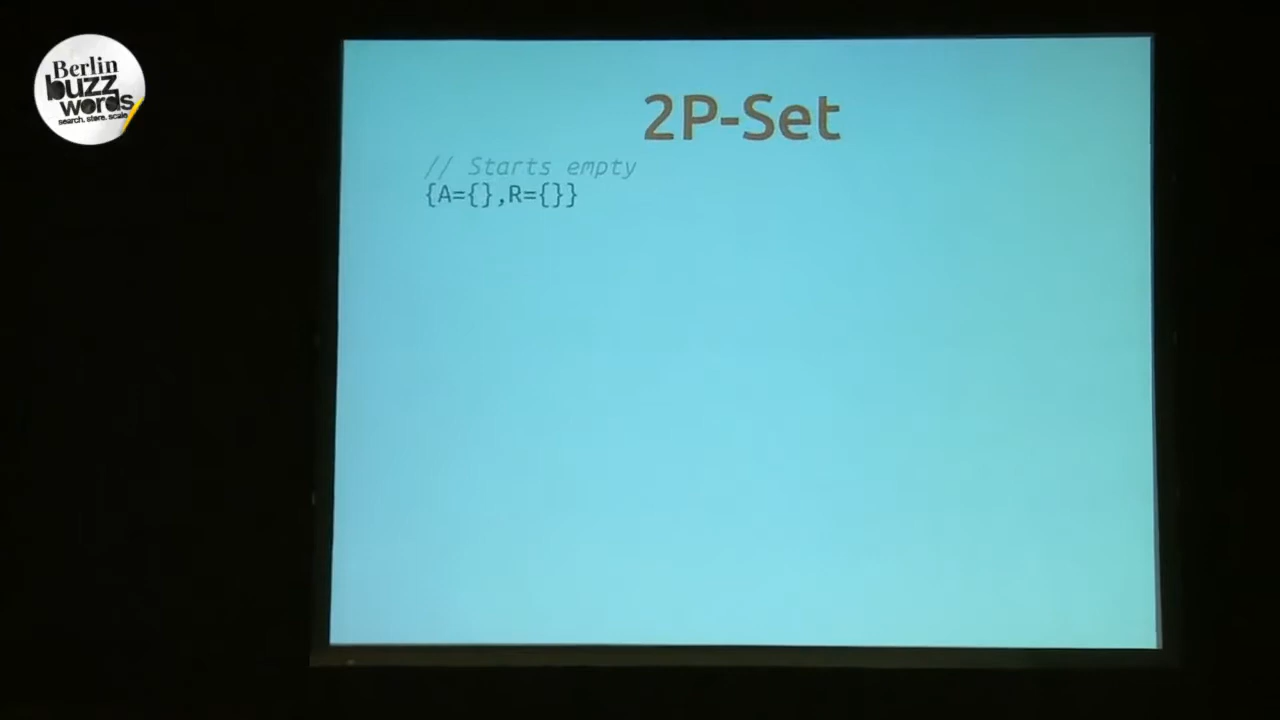 Berlin
buzz
words
search. store. scale
2P-Set
// Starts empty
{A={},R={}}